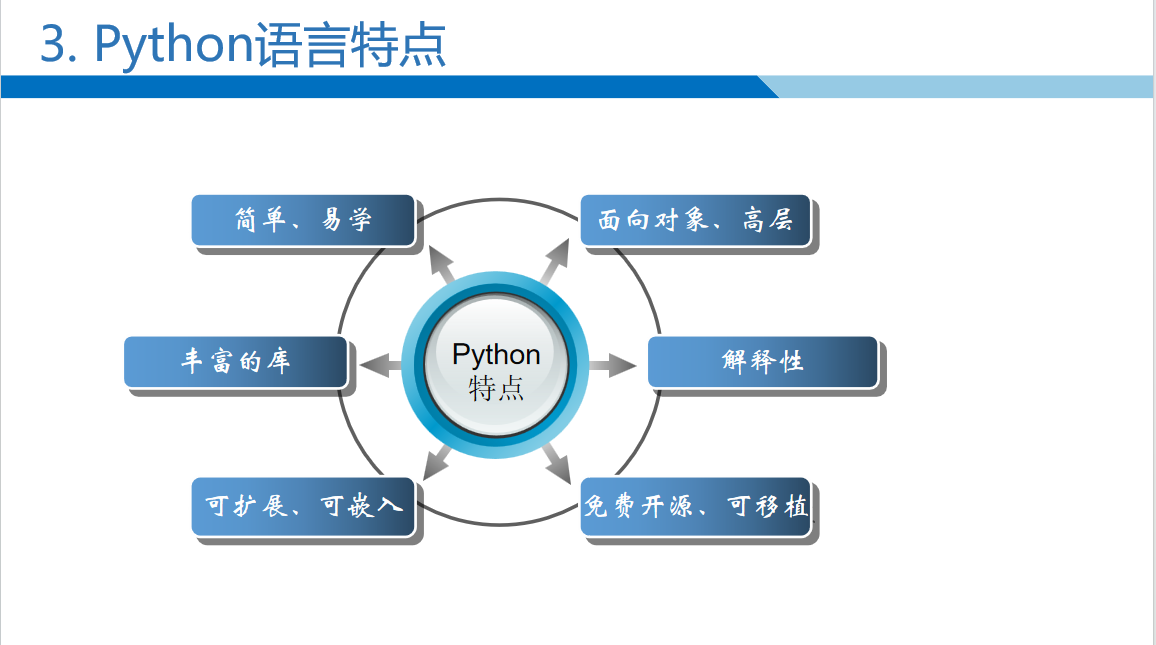 3. Python语言特点
简单、易学
面向对象、高层
丰富的库
Python
特点
解释性
可扩展、可嵌入
免费开源、可移植